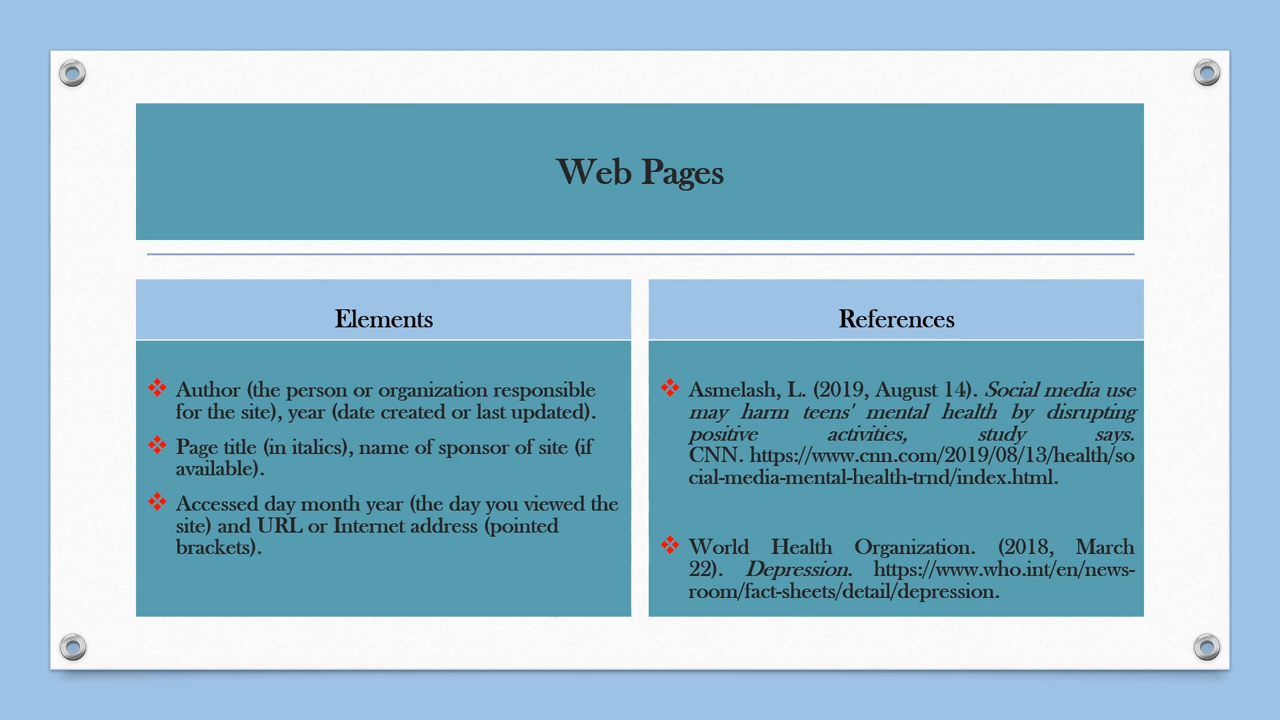 Web Pages
Elements
Author (the person or organization responsible
for the site), year (date created or last updated).
Page title (in italics), name of sponsor of site (if
available).
Accessed day month year (the day you viewed the
site) and URL or Internet address (pointed
brackets).
References
Asmelash, L. (2019, August 14). Social media use
may harm teens' mental health by disrupting
positive activities, study says.
CNN. https://www.cnn.com/2019/08/13/health/so
cial-media-mental-health-trnd/index.html.
World Health Organization. (2018, March
22). Depression. https://www.who.int/en/news-
room/fact-sheets/detail/depression.